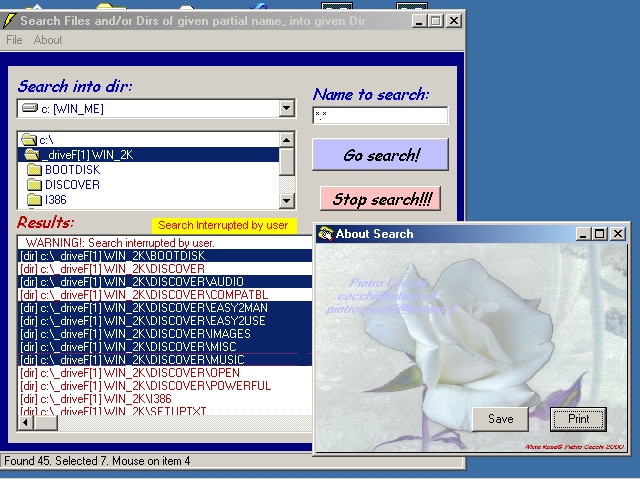 Search Files and/or Dirs of given partial name, into given Dir
File About
Search into dir:
c: [WIN_ME]
c:\
_driveF[1] WIN_2K
BOOTDISK
DISCOVER
I386
Name to search:
*.*
Go search!
Stop search!!!
Results:
Search Interrupted by user
WARNING!: Search interrupted by user.
[dir] c:\_driveF[1] WIN_2K\BOOTDISK
[dir] c:\_driveF[1] WIN_2K\DISCOVER
[dir] c:\_driveF[1] WIN_2K\DISCOVER\AUDIO
[dir] c:\_driveF[1] WIN_2K\DISCOVER\COMPATBL
[dir] c:\_driveF[1] WIN_2K\DISCOVER\EASY2MAN
[dir] c:\_driveF[1] WIN_2K\DISCOVER\EASY2USE
[dir] c:\_driveF[1] WIN_2K\DISCOVER\IMAGES
[dir] c:\_driveF[1] WIN_2K\DISCOVER\MISC
[dir] c:\_driveF[1] WIN_2K\DISCOVER\MUSIC
[dir] c:\_driveF[1] WIN_2K\DISCOVER\OPEN
[dir] c:\_driveF[1] WIN_2K\DISCOVER\POWERFUL
[dir] c:\_driveF[1] WIN_2K\I386
[dir] c:\_driveF[1] WIN_2K\SETUPTXT
Found 45. Selected 7. Mouse on item 4
About Search
Pietro Cecchi
Save
Print
White Rose© Pietro Cecchi 2000